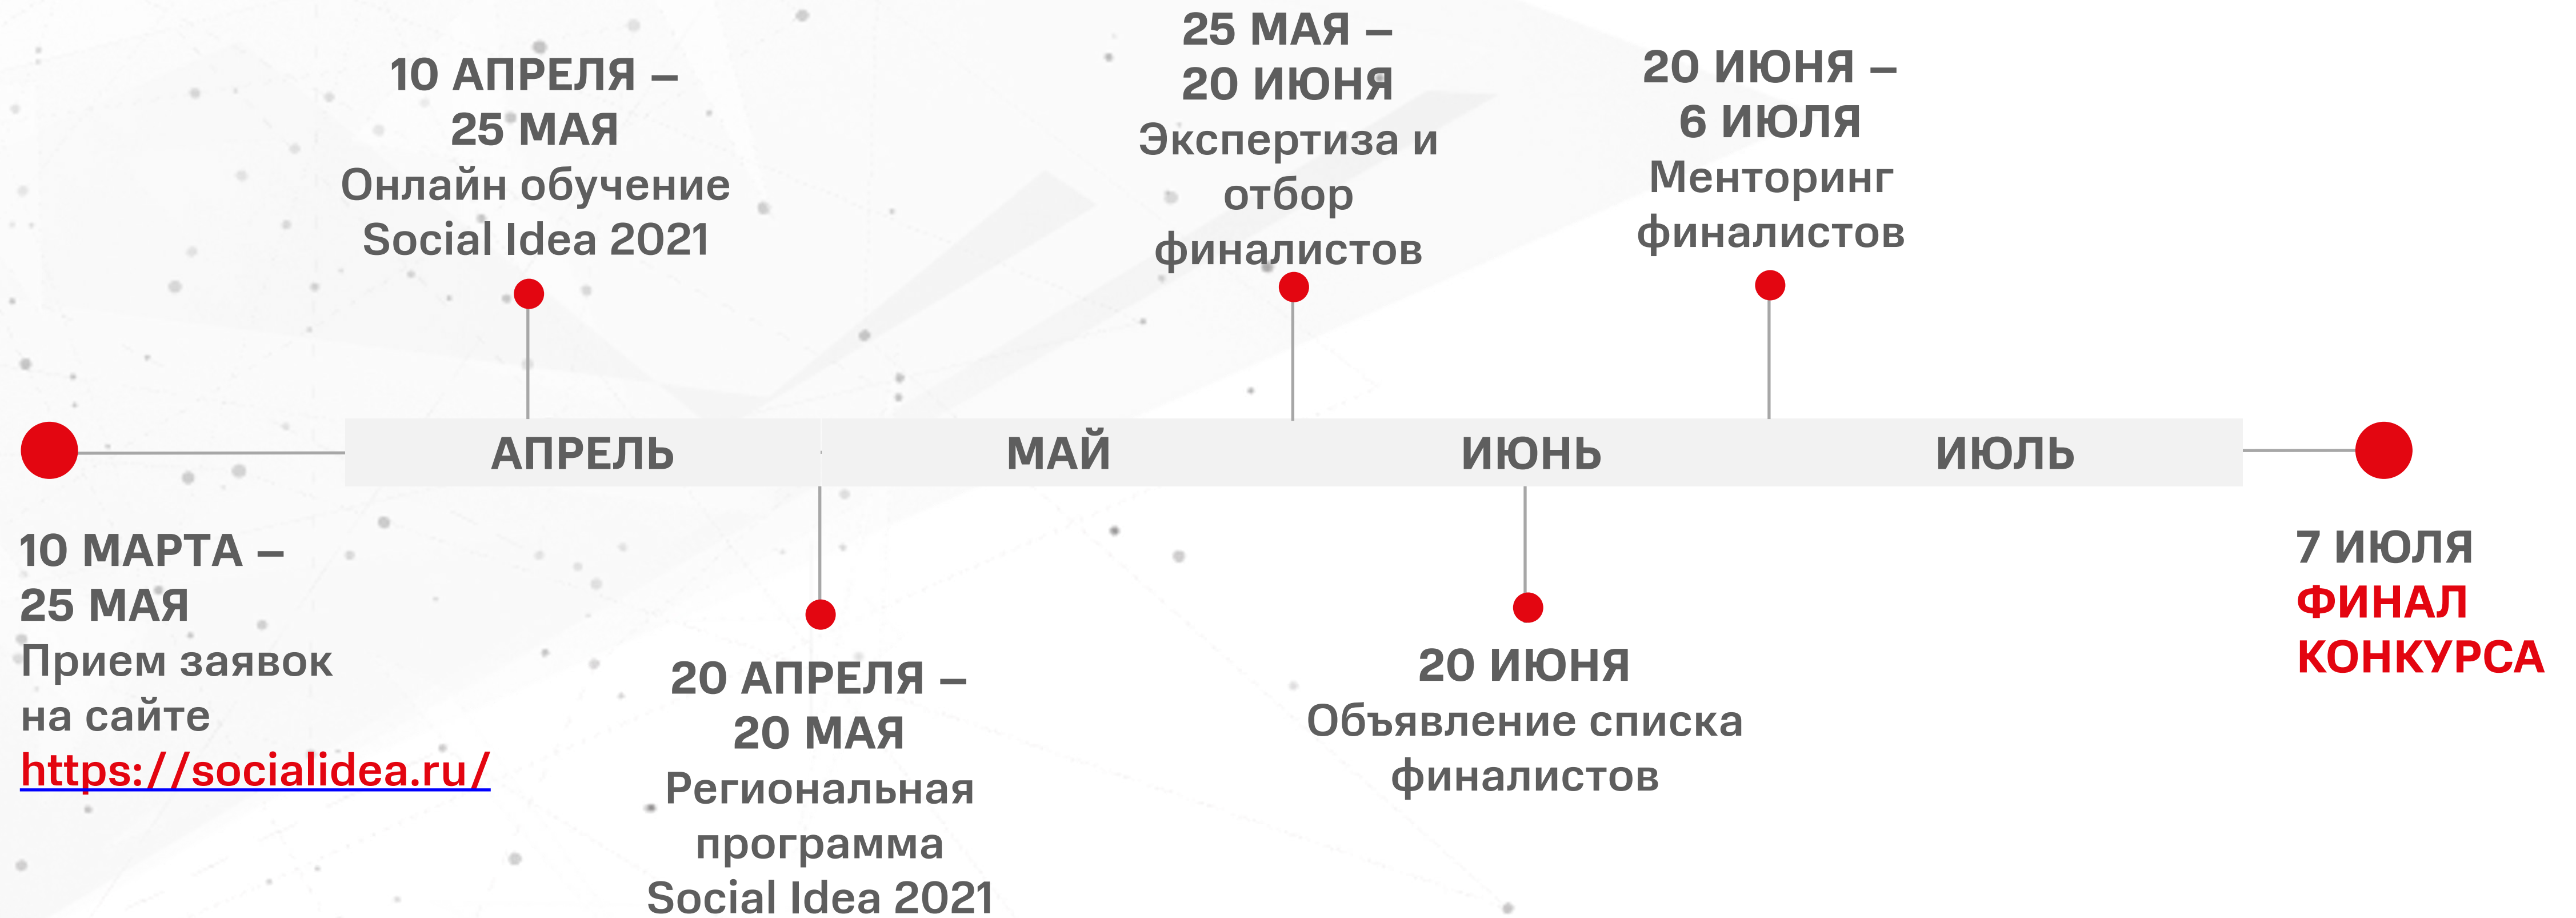 10 АПРЕЛЯ –
25 МАЯ
Онлайн обучение
Social Idea 2021
25 МАЯ –
20 ИЮНЯ
Экспертиза и
отбор
финалистов
20 ИЮНЯ –
6 ИЮЛЯ
Менторинг
финалистов
АПРЕЛЬ
МАЙ
ИЮНЬ
ИЮЛЬ
10 МАРТА –
25 МАЯ
Прием заявок
на сайте
https://socialidea.ru/
20 АПРЕЛЯ –
20 МАЯ
Региональная
программа
Social Idea 2021
20 ИЮНЯ
Объявление списка
финалистов
7 ИЮЛЯ
ФИНАЛ
КОНКУРСА